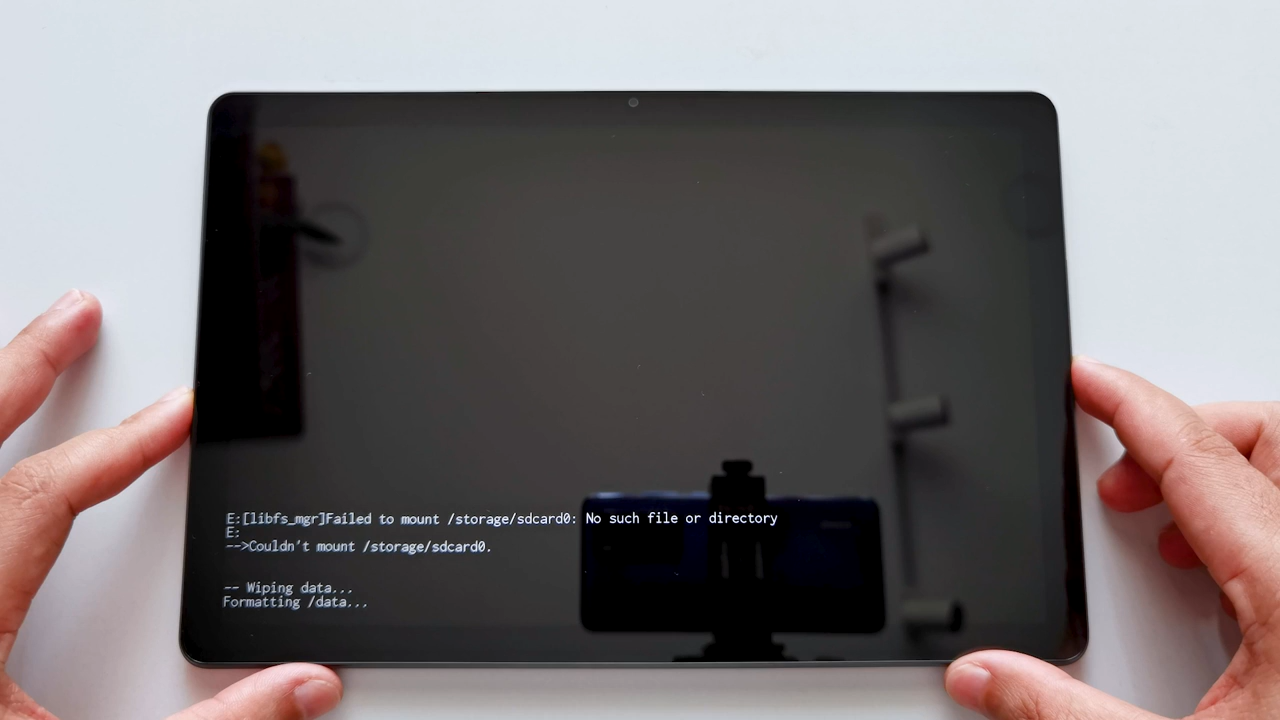 E:[libfs_mgr]Failed to mount /storage/sdcard0: No such file or directory
E:
-->Couldn't mount /storage/sdcard0.
-- Wiping data...
Formatting /data...